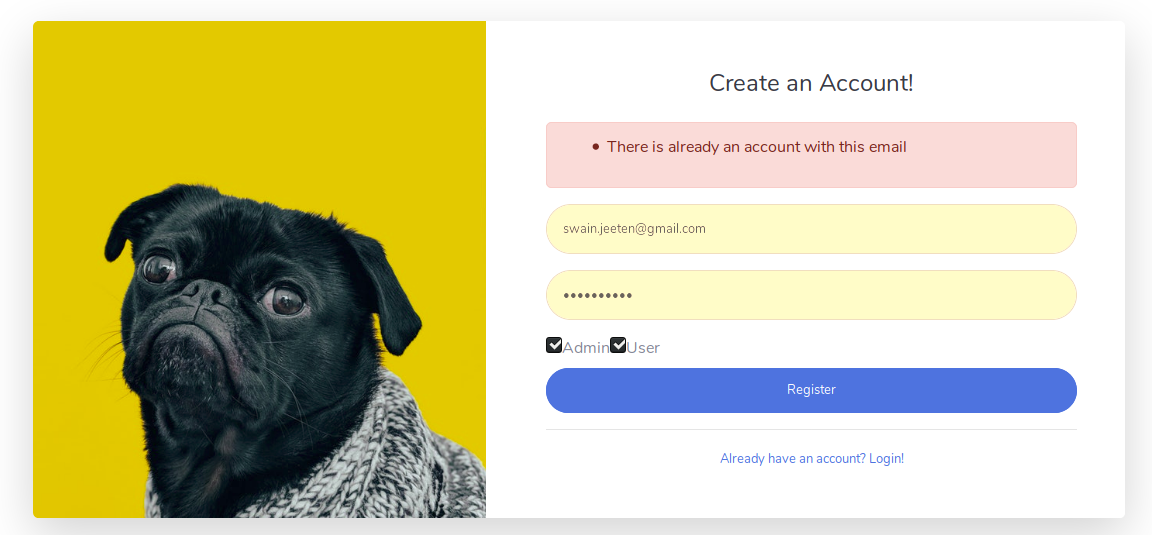 Create an Account!
There is already an account with this email
swain.jeeten@gmail.com
••••••••••
Admin User
Register
Already have an account? Login!